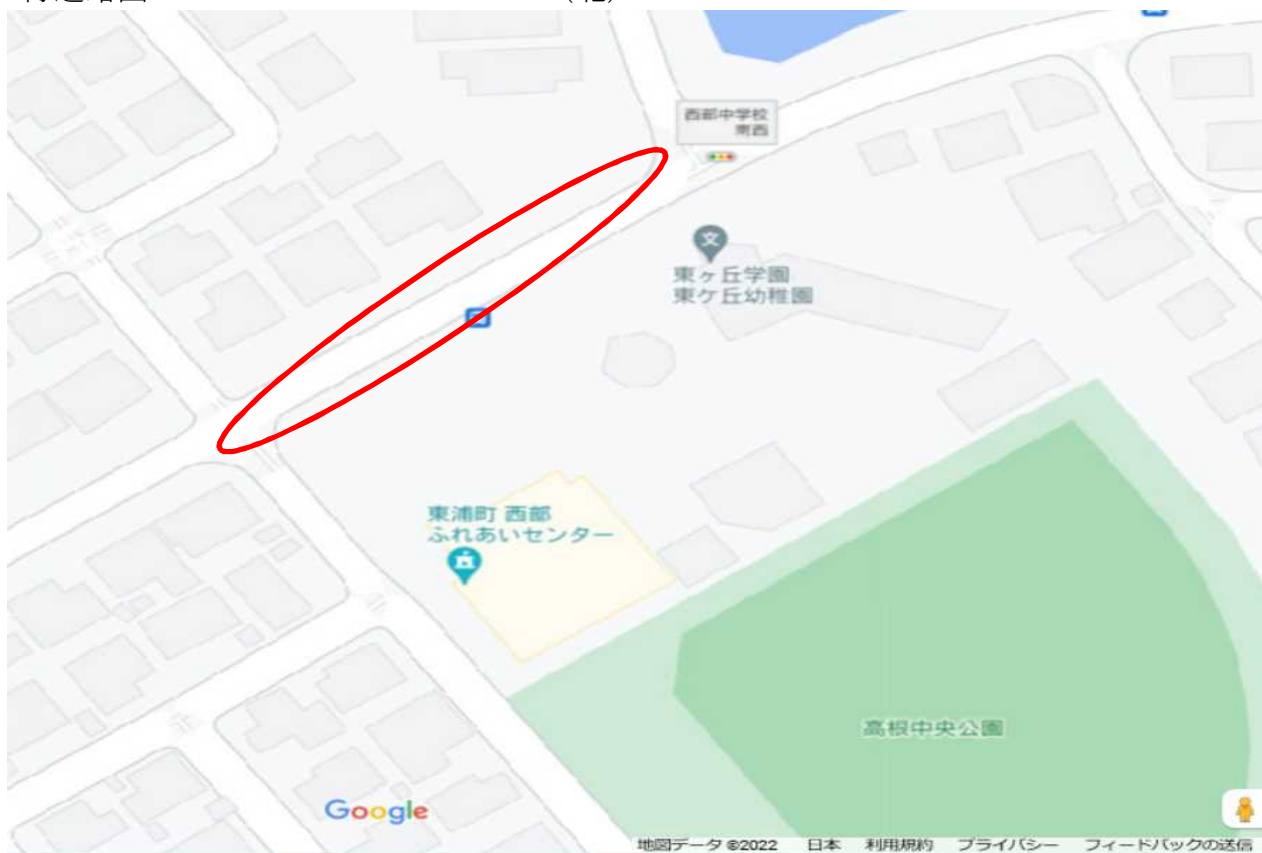 (北)
西部中学校
南西
文
東ヶ丘学園
東ケ丘幼稚園
東浦町 西部
ふれあいセンター
高根中央公園
Google
地図データ ©2022 日本 利用規約 プライバシー フィードバックの送信